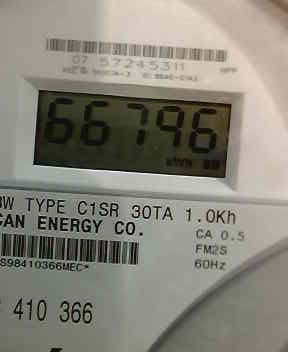 07 57245311
66796
kWH
3W TYPE C1SR 30TA 1.0Kh
CAN ENERGY CO.
CA 0.5
FM2S
60Hz
S98410366MEC*
410 366